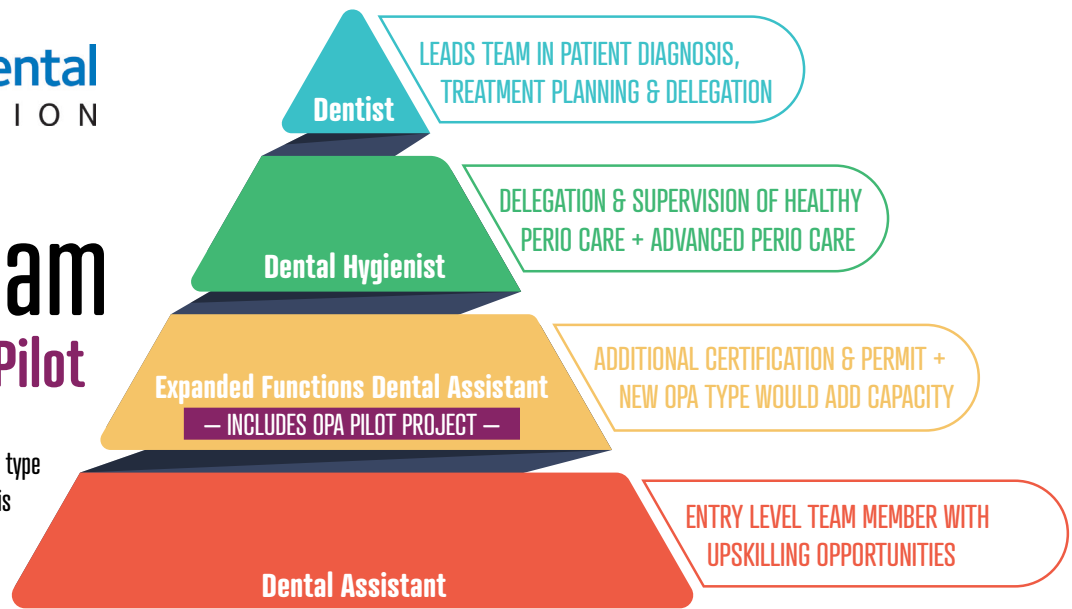 ental
ION
am
Pilot
type
is
Dentist
LEADS TEAM IN PATIENT DIAGNOSIS,
TREATMENT PLANNING & DELEGATION
Dental Hygienist
DELEGATION & SUPERVISION OF HEALTHY
PERIO CARE + ADVANCED PERIO CARE
Expanded Functions Dental Assistant
– INCLUDES OPA PILOT PROJECT –
ADDITIONAL CERTIFICATION & PERMIT +
NEW OPA TYPE WOULD ADD CAPACITY
Dental Assistant
ENTRY LEVEL TEAM MEMBER WITH
UPSKILLING OPPORTUNITIES